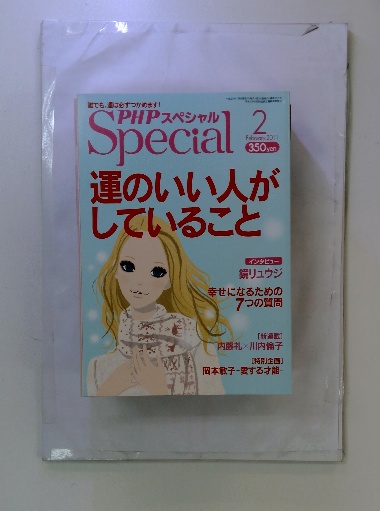 誰でも、運は必ずつかめます!
PHPスペシャル
Special
2
February 2011
350yen
運のいい人が
していること
インタビュー
鏡リュウジ
幸せになるための
7つの質問
[新連載]
内藤礼×川内倫子
[特別企画]
岡本敏子-愛する才能-